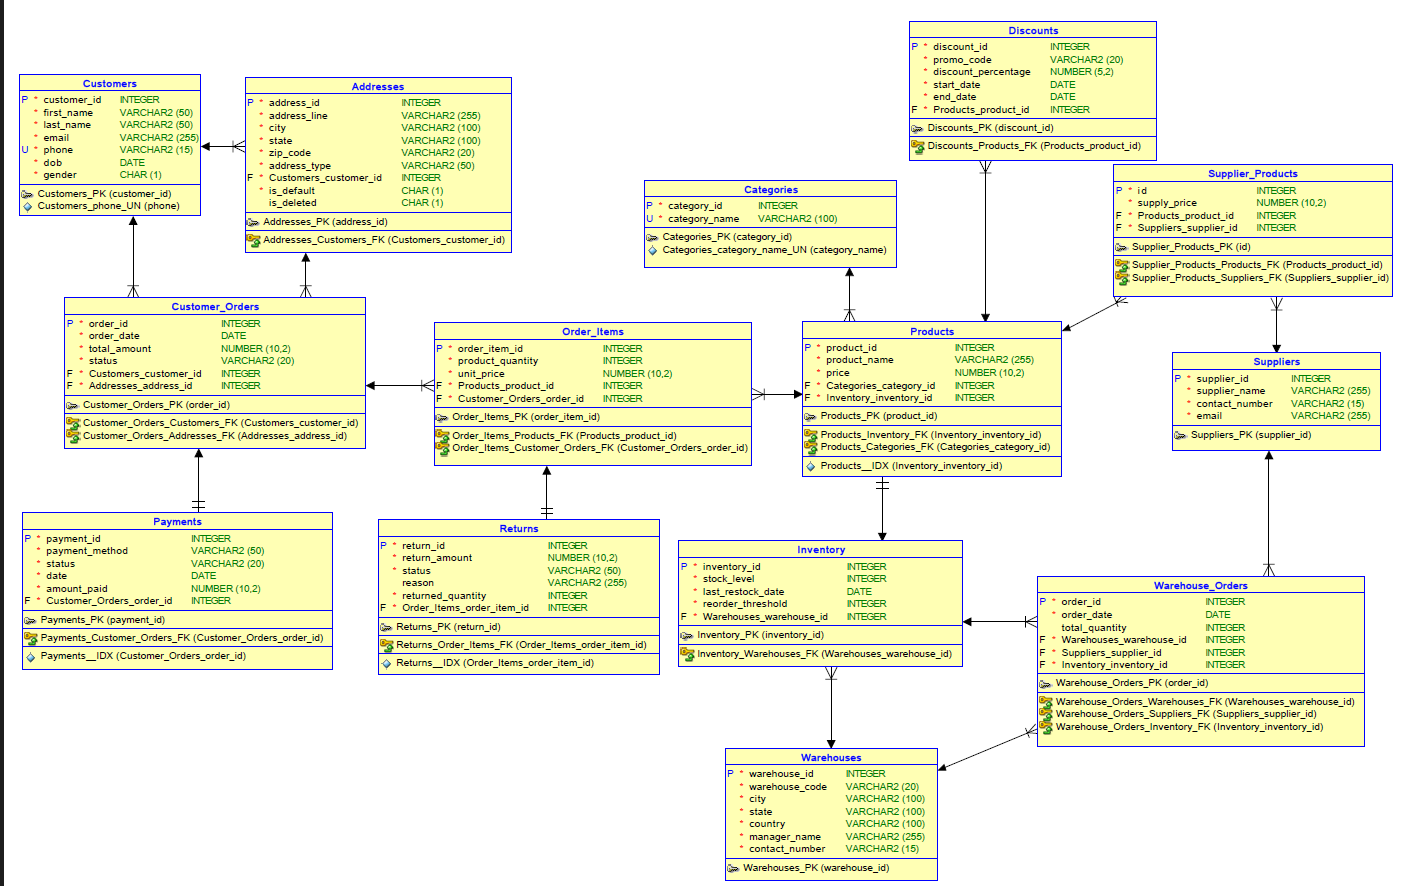 Discounts
P * discount_id INTEGER
* promo_code VARCHAR2 (20)
* discount_percentage NUMBER (5,2)
* start_date DATE
* end_date DATE
F * Products_product_id INTEGER
Discounts_PK (discount_id)
Discounts_Products_FK (Products_product_id)
Customers
P * customer_id INTEGER
* first_name VARCHAR2 (50)
* last_name VARCHAR2 (50)
* email VARCHAR2 (255)
U * phone VARCHAR2 (15)
* dob DATE
* gender CHAR (1)
Customers_PK (customer_id)
Customers_phone_UN (phone)
Addresses
P * address_id INTEGER
* address_line VARCHAR2 (255)
* city VARCHAR2 (100)
* state VARCHAR2 (100)
* zip_code VARCHAR2 (20)
* address_type VARCHAR2 (50)
F * Customers_customer_id INTEGER
* is_default CHAR (1)
* is_deleted CHAR (1)
Addresses_PK (address_id)
Addresses_Customers_FK (Customers_customer_id)
Categories
P * category_id INTEGER
U * category_name VARCHAR2 (100)
Categories_PK (category_id)
Categories_category_name_UN (category_name)
Supplier_Products
P * id INTEGER
* supply_price NUMBER (10,2)
F * Products_product_id INTEGER
F * Suppliers_supplier_id INTEGER
Supplier_Products_PK (id)
Supplier_Products_Products_FK (Products_product_id)
Supplier_Products_Suppliers_FK (Suppliers_supplier_id)
Customer_Orders
P * order_id INTEGER
* order_date DATE
* total_amount NUMBER (10,2)
* status VARCHAR2 (20)
F * Customers_customer_id INTEGER
F * Addresses_address_id INTEGER
Customer_Orders_PK (order_id)
Customer_Orders_Customers_FK (Customers_customer_id)
Customer_Orders_Addresses_FK (Addresses_address_id)
Order_Items
P * order_item_id INTEGER
* product_quantity INTEGER
* unit_price NUMBER (10,2)
F * Products_product_id INTEGER
F * Customer_Orders_order_id INTEGER
Order_Items_PK (order_item_id)
Order_Items_Products_FK (Products_product_id)
Order_Items_Customer_Orders_FK (Customer_Orders_order_id)
Products
P * product_id INTEGER
* product_name VARCHAR2 (255)
* price NUMBER (10,2)
F * Categories_category_id INTEGER
F * Inventory_inventory_id INTEGER
Products_PK (product_id)
Products_Inventory_FK (Inventory_inventory_id)
Products_Categories_FK (Categories_category_id)
Products__IDX (Inventory_inventory_id)
Suppliers
P * supplier_id INTEGER
* supplier_name VARCHAR2 (255)
* contact_number VARCHAR2 (15)
* email VARCHAR2 (255)
Suppliers_PK (supplier_id)
Payments
P * payment_id INTEGER
* payment_method VARCHAR2 (50)
* status VARCHAR2 (20)
* date DATE
* amount_paid NUMBER (10,2)
F * Customer_Orders_order_id INTEGER
Payments_PK (payment_id)
Payments_Customer_Orders_FK (Customer_Orders_order_id)
Payments__IDX (Customer_Orders_order_id)
Returns
P * return_id INTEGER
* return_amount NUMBER (10,2)
* status VARCHAR2 (50)
reason VARCHAR2 (255)
* returned_quantity INTEGER
F * Order_Items_order_item_id INTEGER
Returns_PK (return_id)
Returns_Order_Items_FK (Order_Items_order_item_id)
Returns__IDX (Order_Items_order_item_id)
Inventory
P * inventory_id INTEGER
* stock_level INTEGER
* last_restock_date DATE
* reorder_threshold INTEGER
F * Warehouses_warehouse_id INTEGER
Inventory_PK (inventory_id)
Inventory_Warehouses_FK (Warehouses_warehouse_id)
Warehouse_Orders
P * order_id INTEGER
* order_date DATE
total_quantity INTEGER
F * Warehouses_warehouse_id INTEGER
F * Suppliers_supplier_id INTEGER
F * Inventory_inventory_id INTEGER
Warehouse_Orders_PK (order_id)
Warehouse_Orders_Warehouses_FK (Warehouses_warehouse_id)
Warehouse_Orders_Suppliers_FK (Suppliers_supplier_id)
Warehouse_Orders_Inventory_FK (Inventory_inventory_id)
Warehouses
P * warehouse_id INTEGER
* warehouse_code VARCHAR2 (20)
* city VARCHAR2 (100)
* state VARCHAR2 (100)
* country VARCHAR2 (100)
* manager_name VARCHAR2 (255)
* contact_number VARCHAR2 (15)
Warehouses_PK (warehouse_id)